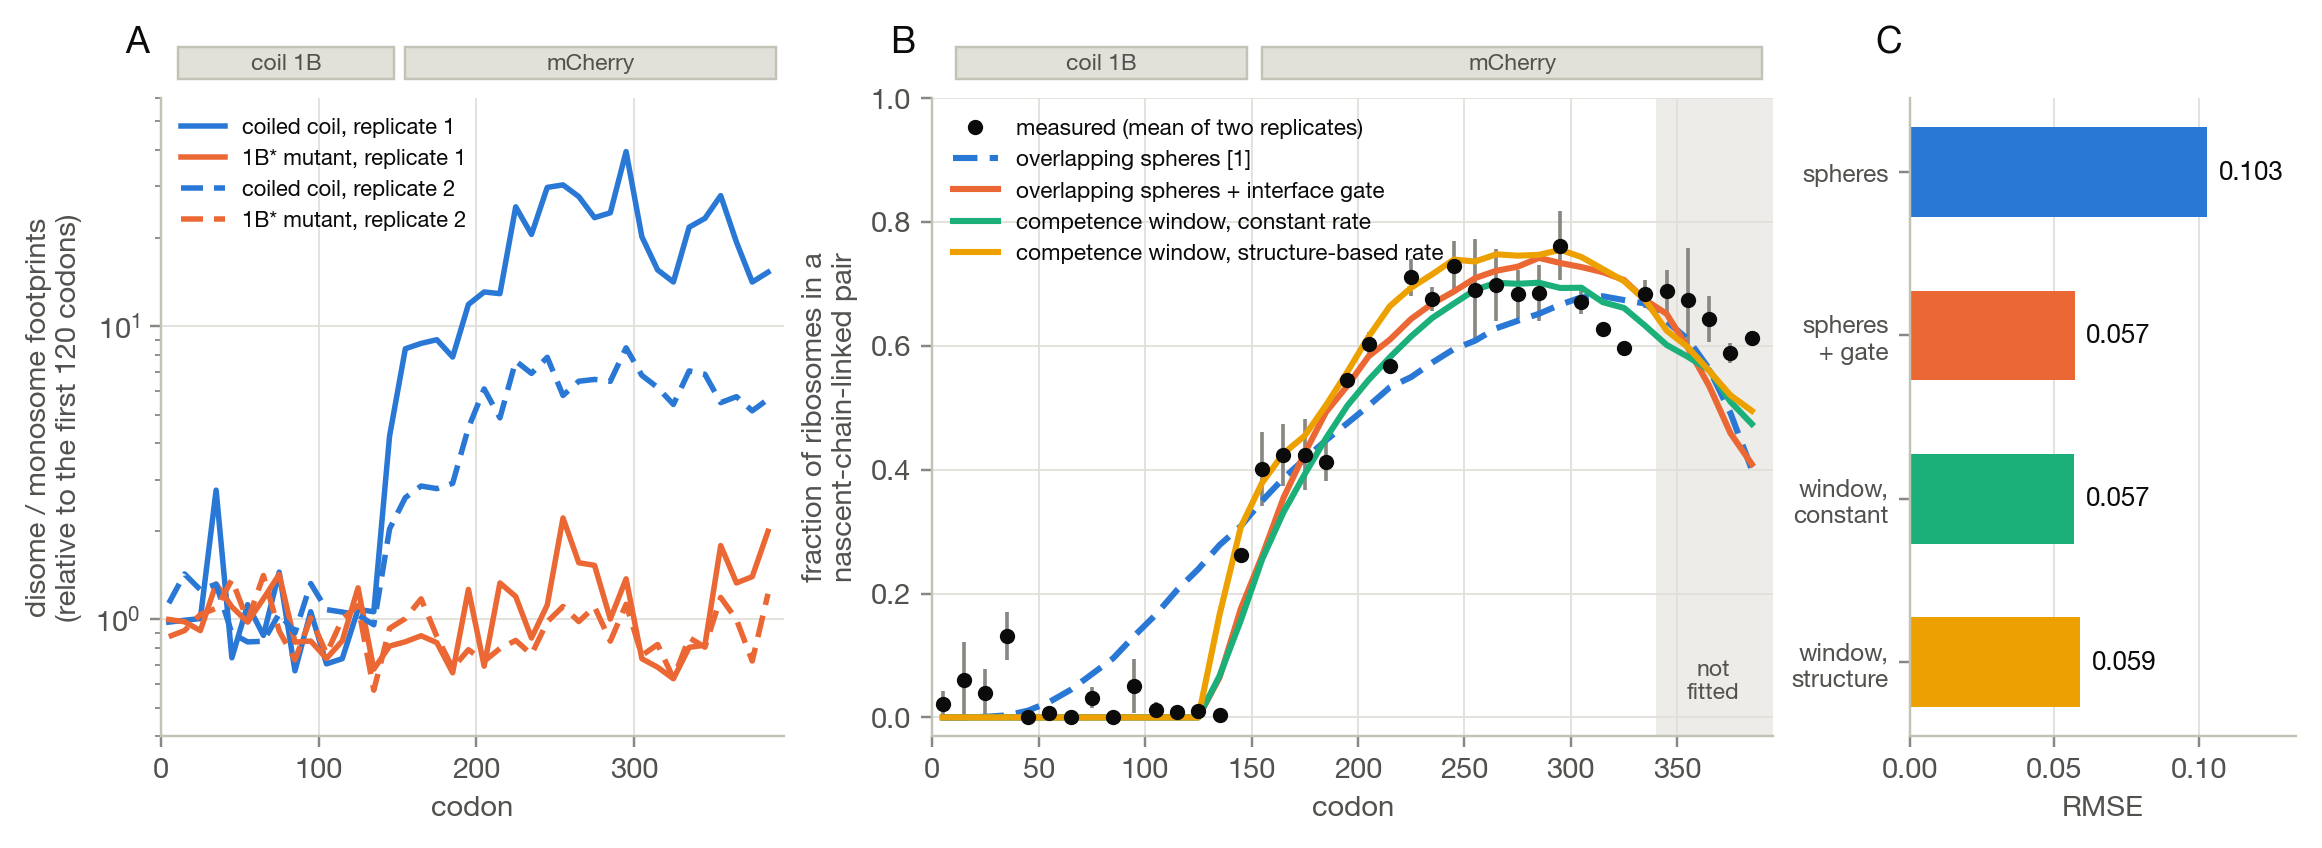 A
coil 1B
mCherry
coiled coil, replicate 1
1B* mutant, replicate 1
coiled coil, replicate 2
1B* mutant, replicate 2
disome / monosome footprints
(relative to the first 120 codons)
10¹
10⁰
0
100
200
300
codon
B
coil 1B
mCherry
measured (mean of two replicates)
overlapping spheres [1]
overlapping spheres + interface gate
competence window, constant rate
competence window, structure-based rate
fraction of ribosomes in a
nascent-chain-linked pair
1.0
0.8
0.6
0.4
0.2
0.0
not
fitted
0
50
100
150
200
250
300
350
codon
C
spheres
0.103
spheres
+ gate
0.057
window,
constant
0.057
window,
structure
0.059
0.00
0.05
0.10
RMSE